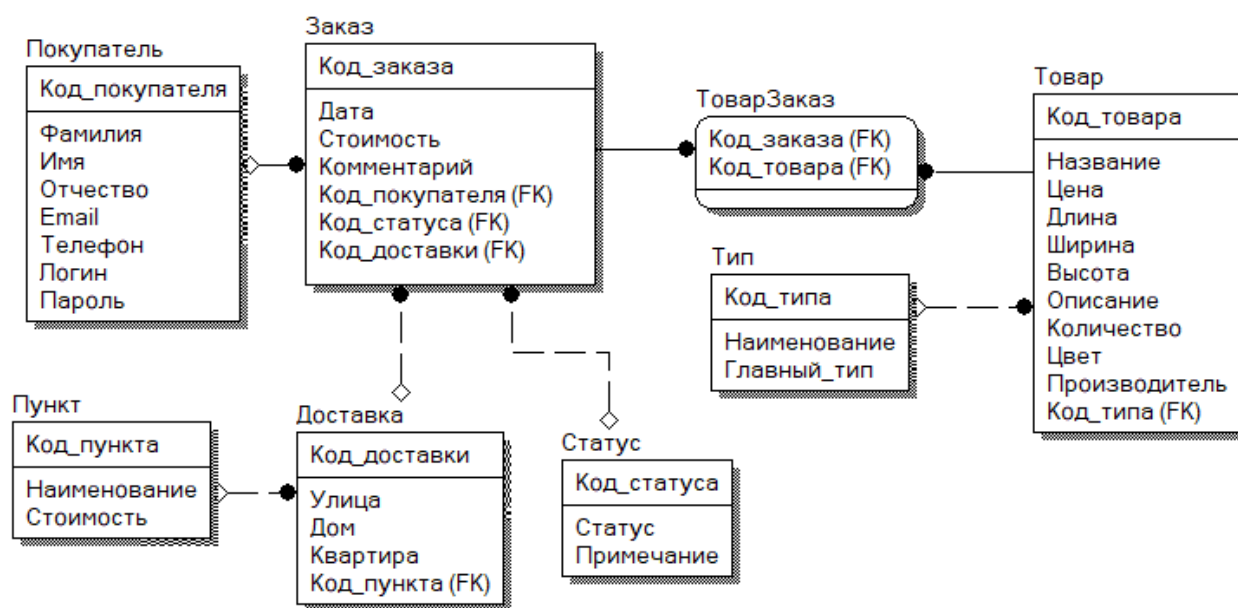 Покупатель
Код_покупателя
Фамилия
Имя
Отчество
Email
Телефон
Логин
Пароль
Заказ
Код_заказа
Дата
Стоимость
Комментарий
Код_покупателя (FK)
Код_статуса (FK)
Код_доставки (FK)
ТоварЗаказ
Код_заказа (FK)
Код_товара (FK)
Товар
Код_товара
Название
Цена
Длина
Ширина
Высота
Описание
Количество
Цвет
Производитель
Код_типа (FK)
Тип
Код_типа
Наименование
Главный_тип
Пункт
Код_пункта
Наименование
Стоимость
Доставка
Код_доставки
Улица
Дом
Квартира
Код_пункта (FK)
Статус
Код_статуса
Статус
Примечание